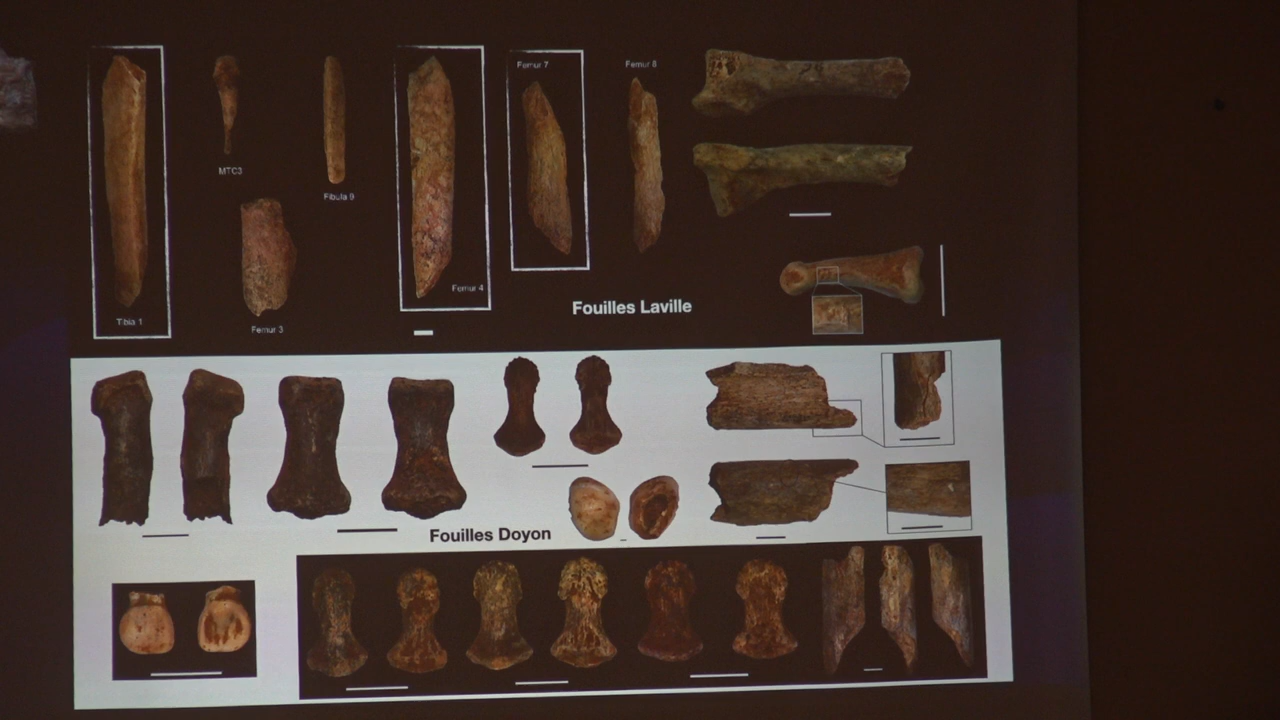 Femur 7
Femur 8
MTC3
Fibula 9
Femur 4
Tibia 1
Femur 3
Fouilles Laville
Fouilles Doyon